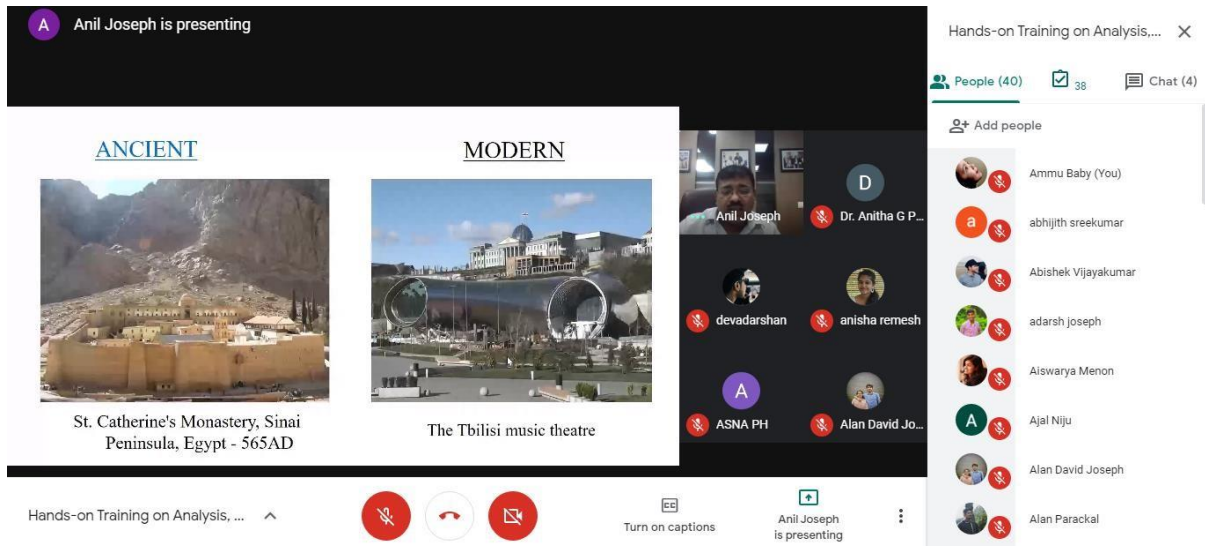 A Anil Joseph is presenting
ANCIENT
MODERN
St. Catherine's Monastery, Sinai
Peninsula, Egypt - 565AD
The Tbilisi music theatre
Anil Joseph
D
Dr. Anitha G P...
devadarshan
anisha remesh
A
ASNA PH
Alan David Jo...
Hands-on Training on Analysis, ...
CC
Turn on captions
Anil Joseph
is presenting
Hands-on Training on Analysis,...
People (40)
38
Chat (4)
Add people
Ammu Baby (You)
a
abhijith sreekumar
Abishek Vijayakumar
adarsh joseph
Aiswarya Menon
A
Ajal Niju
Alan David Joseph
Alan Parackal